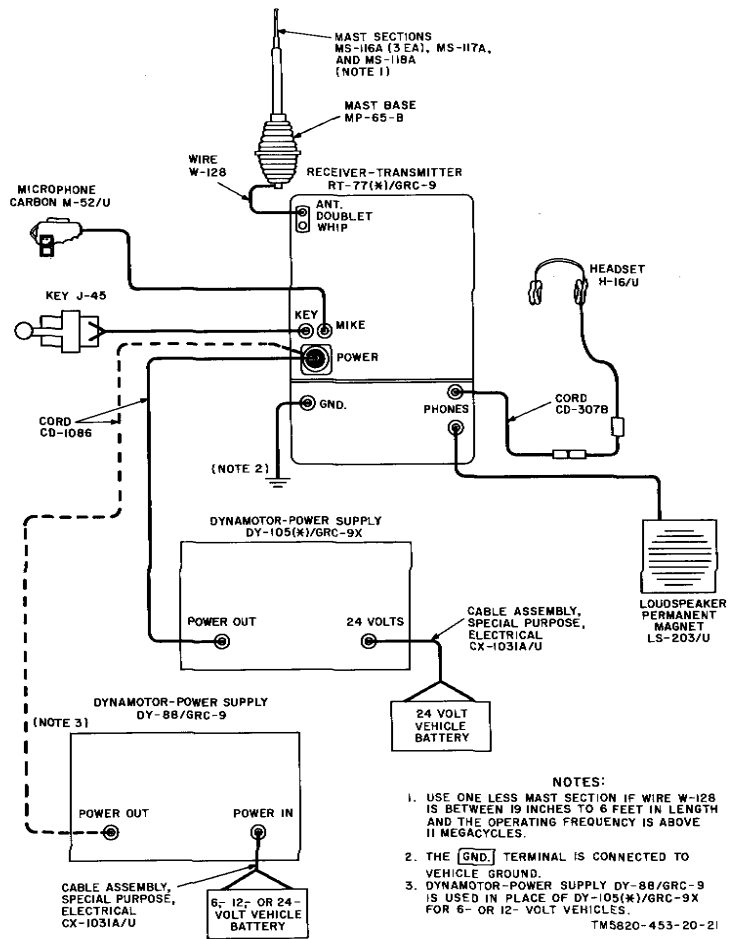 MAST SECTIONS
MS-116A (3 EA), MS-117A,
AND MS-118A
(NOTE 1)
MAST BASE
MP-65-B
WIRE
W-128
RECEIVER-TRANSMITTER
RT-77(*)/GRC-9
MICROPHONE
CARBON M-52/U
ANT.
DOUBLET
WHIP
HEADSET
H-16/U
KEY J-45
KEY
MIKE
POWER
CORD
CD-1086
GND.
PHONES
CORD
CD-307B
(NOTE 2)
DYNAMOTOR-POWER SUPPLY
DY-105(*)/GRC-9X
POWER OUT
24 VOLTS
CABLE ASSEMBLY,
SPECIAL PURPOSE,
ELECTRICAL
CX-1031A/U
LOUDSPEAKER
PERMANENT
MAGNET
LS-203/U
24 VOLT
VEHICLE
BATTERY
DYNAMOTOR-POWER SUPPLY
DY-88/GRC-9
(NOTE 3)
POWER OUT
POWER IN
CABLE ASSEMBLY,
SPECIAL PURPOSE,
ELECTRICAL
CX-1031A/U
6-, 12-, OR 24-
VOLT VEHICLE
BATTERY
NOTES:
1. USE ONE LESS MAST SECTION IF WIRE W-128
IS BETWEEN 19 INCHES TO 6 FEET IN LENGTH
AND THE OPERATING FREQUENCY IS ABOVE
11 MEGACYCLES.
2. THE GND. TERMINAL IS CONNECTED TO
VEHICLE GROUND.
3. DYNAMOTOR-POWER SUPPLY DY-88/GRC-9
IS USED IN PLACE OF DY-105(*)/GRC-9X
FOR 6- OR 12- VOLT VEHICLES.
TM5820-453-20-21